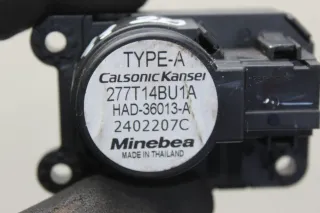 TYPE-A
CALSONIC KANSEI
277T14BU1A
HAD-36013-A
2402207C
Minebea
MADE IN THAILAND